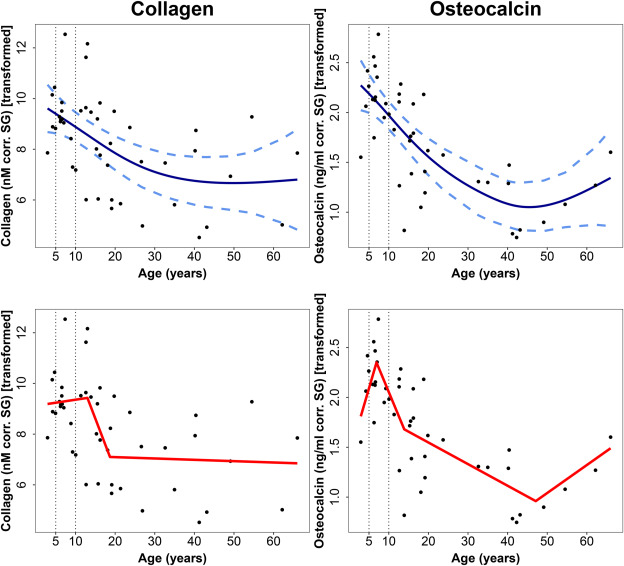 Collagen
Osteocalcin
Collagen (nM corr. SG) [transformed]
12
10
8
6
5 10 20 30 40 50 60
Age (years)
Osteocalcin (ng/ml corr. SG) [transformed]
2.5
2.0
1.5
1.0
5 10 20 30 40 50 60
Age (years)
Collagen (nM corr. SG) [transformed]
12
10
8
6
5 10 20 30 40 50 60
Age (years)
Osteocalcin (ng/ml corr. SG) [transformed]
2.5
2.0
1.5
1.0
5 10 20 30 40 50 60
Age (years)